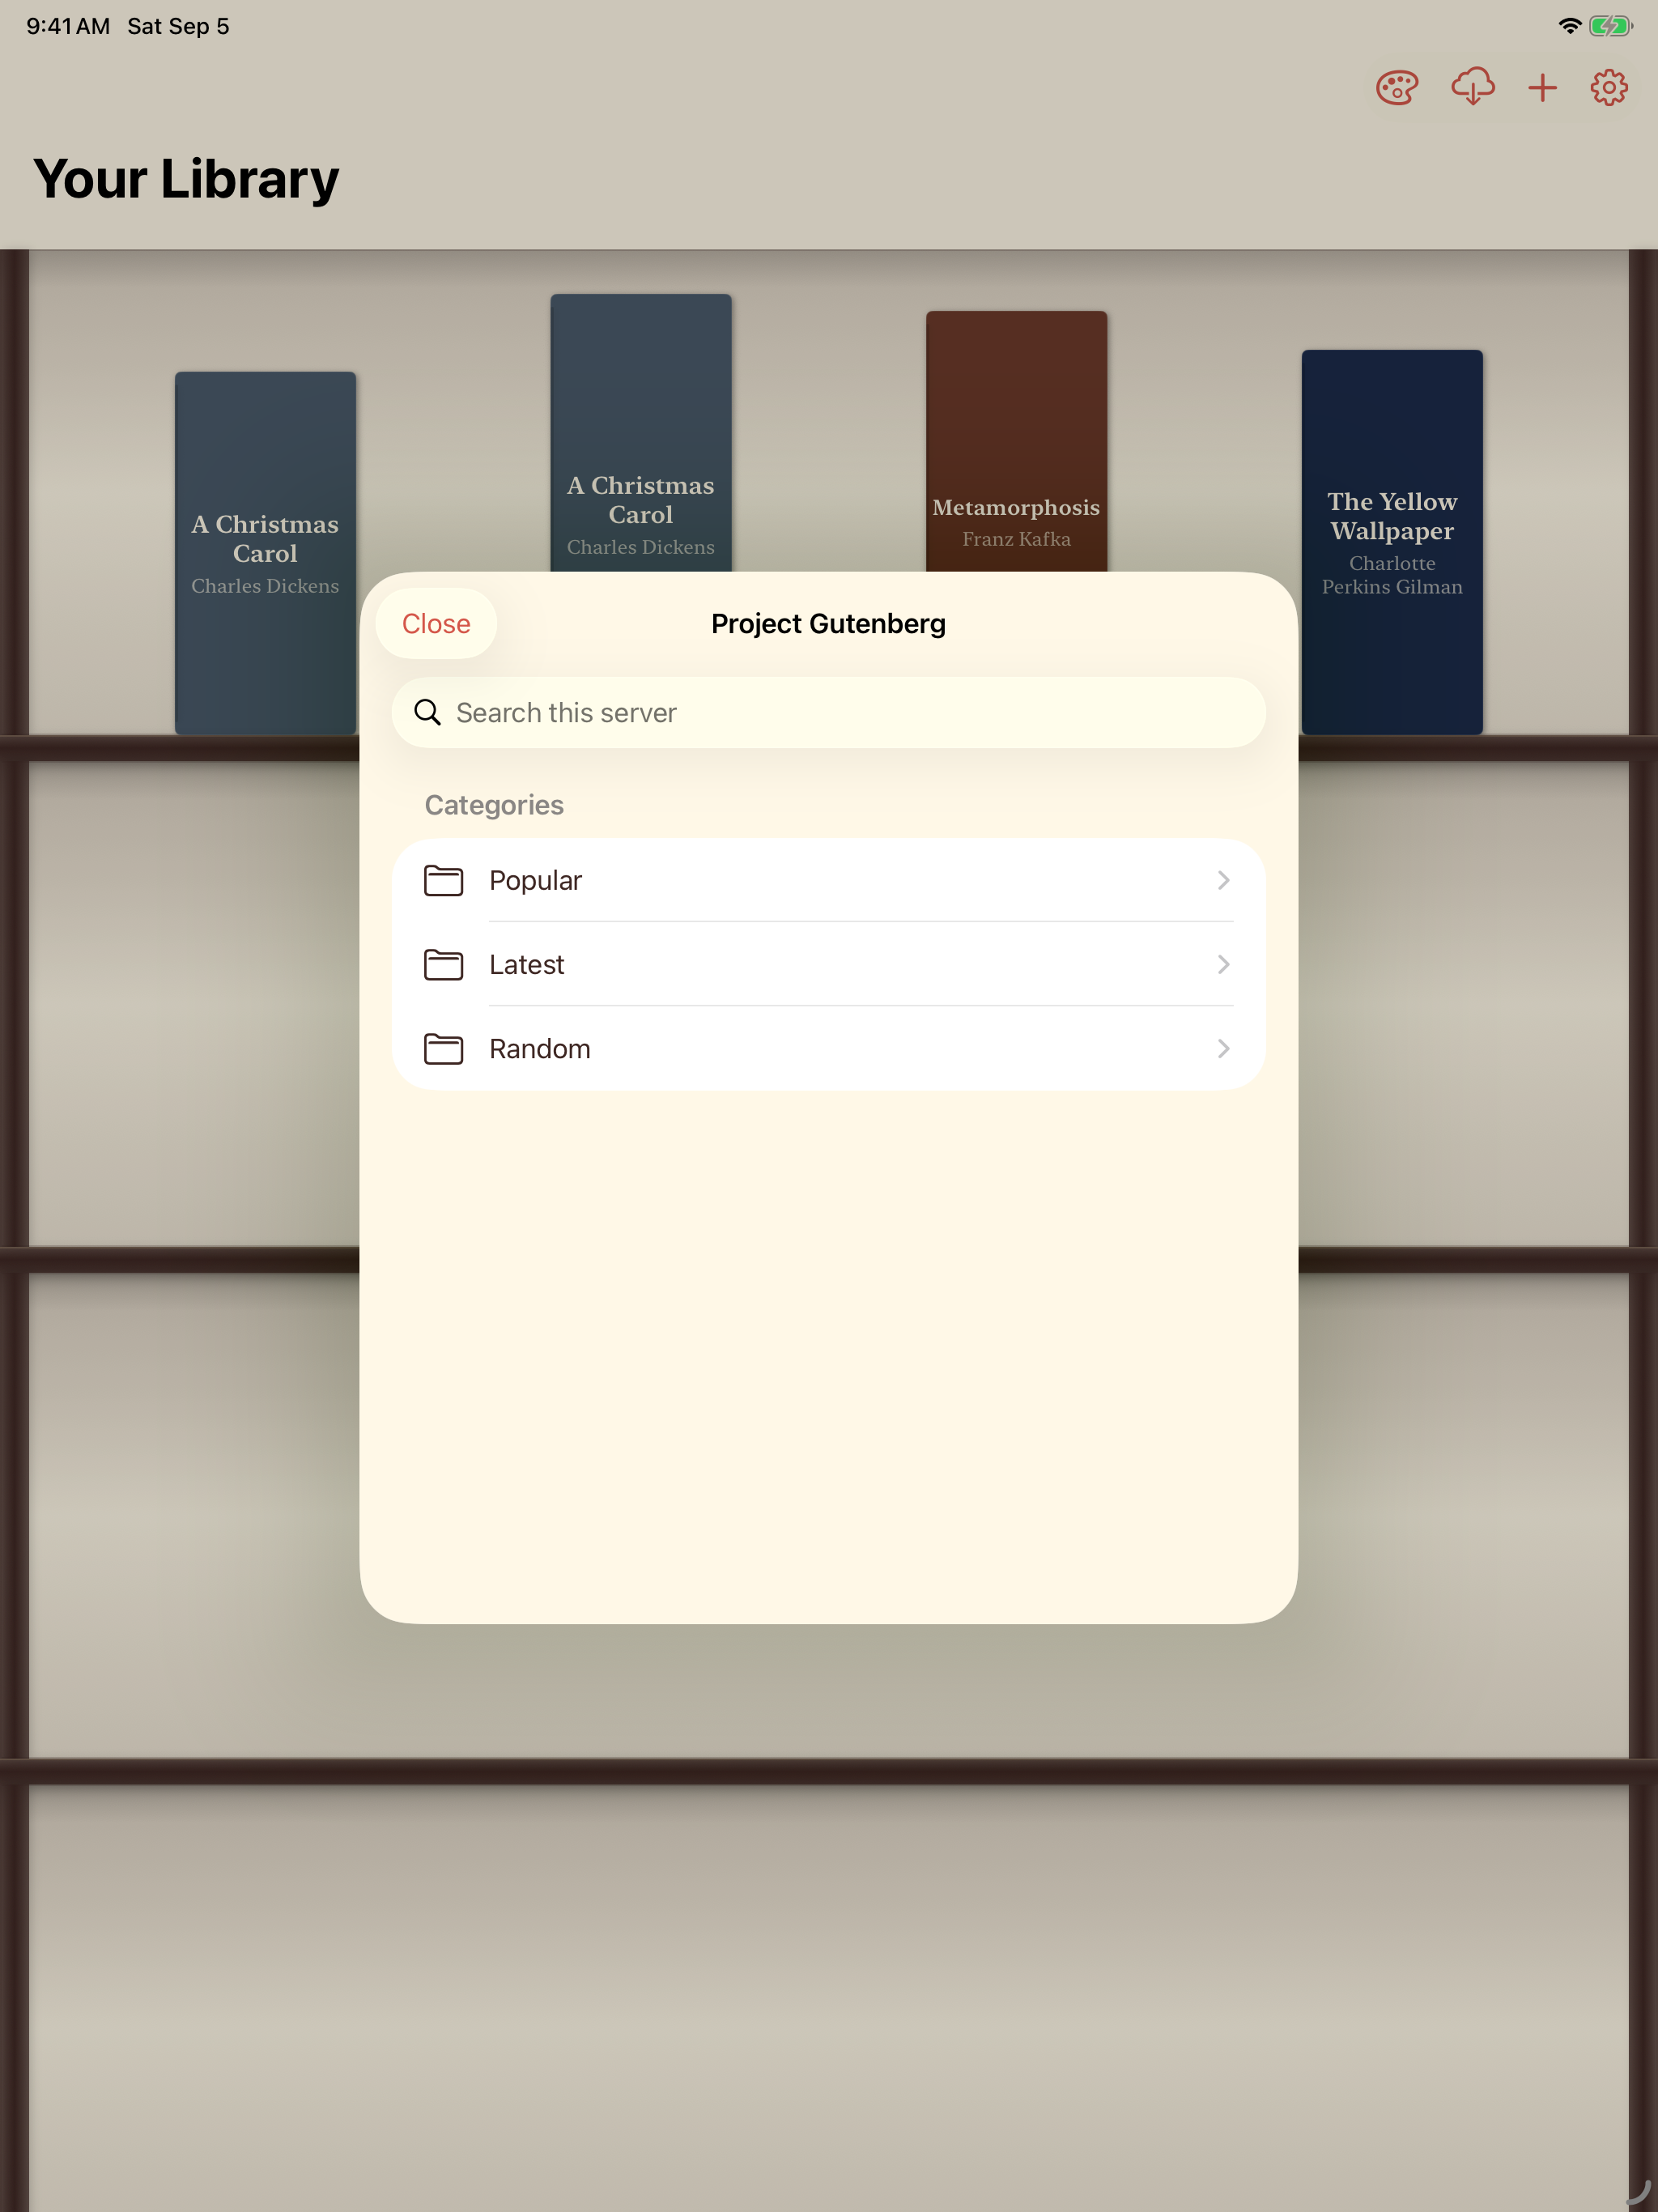 9:41 AM Sat Sep 5
Your Library
A Christmas
Carol
Charles Dickens
A Christmas
Carol
Charles Dickens
Metamorphosis
Franz Kafka
The Yellow
Wallpaper
Charlotte
Perkins Gilman
Close
Project Gutenberg
Search this server
Categories
Popular
Latest
Random